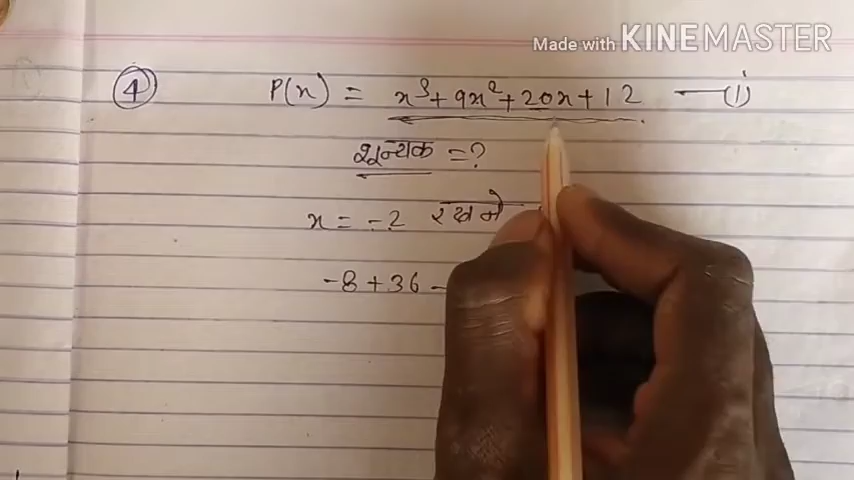 Made with KINEMASTER
④ P(x) = x³ + 9x² + 20x + 12 —(i)
शून्यक = ?
x = -2 रखने
-8 + 36 -